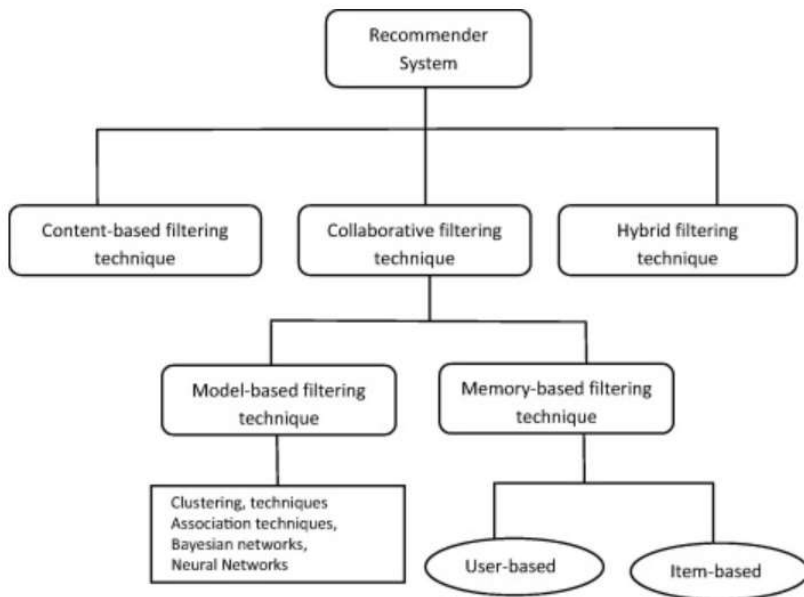 Recommender
System
Content-based filtering
technique
Collaborative filtering
technique
Hybrid filtering
technique
Model-based filtering
technique
Memory-based filtering
technique
Clustering, techniques
Association techniques,
Bayesian networks,
Neural Networks
User-based
Item-based